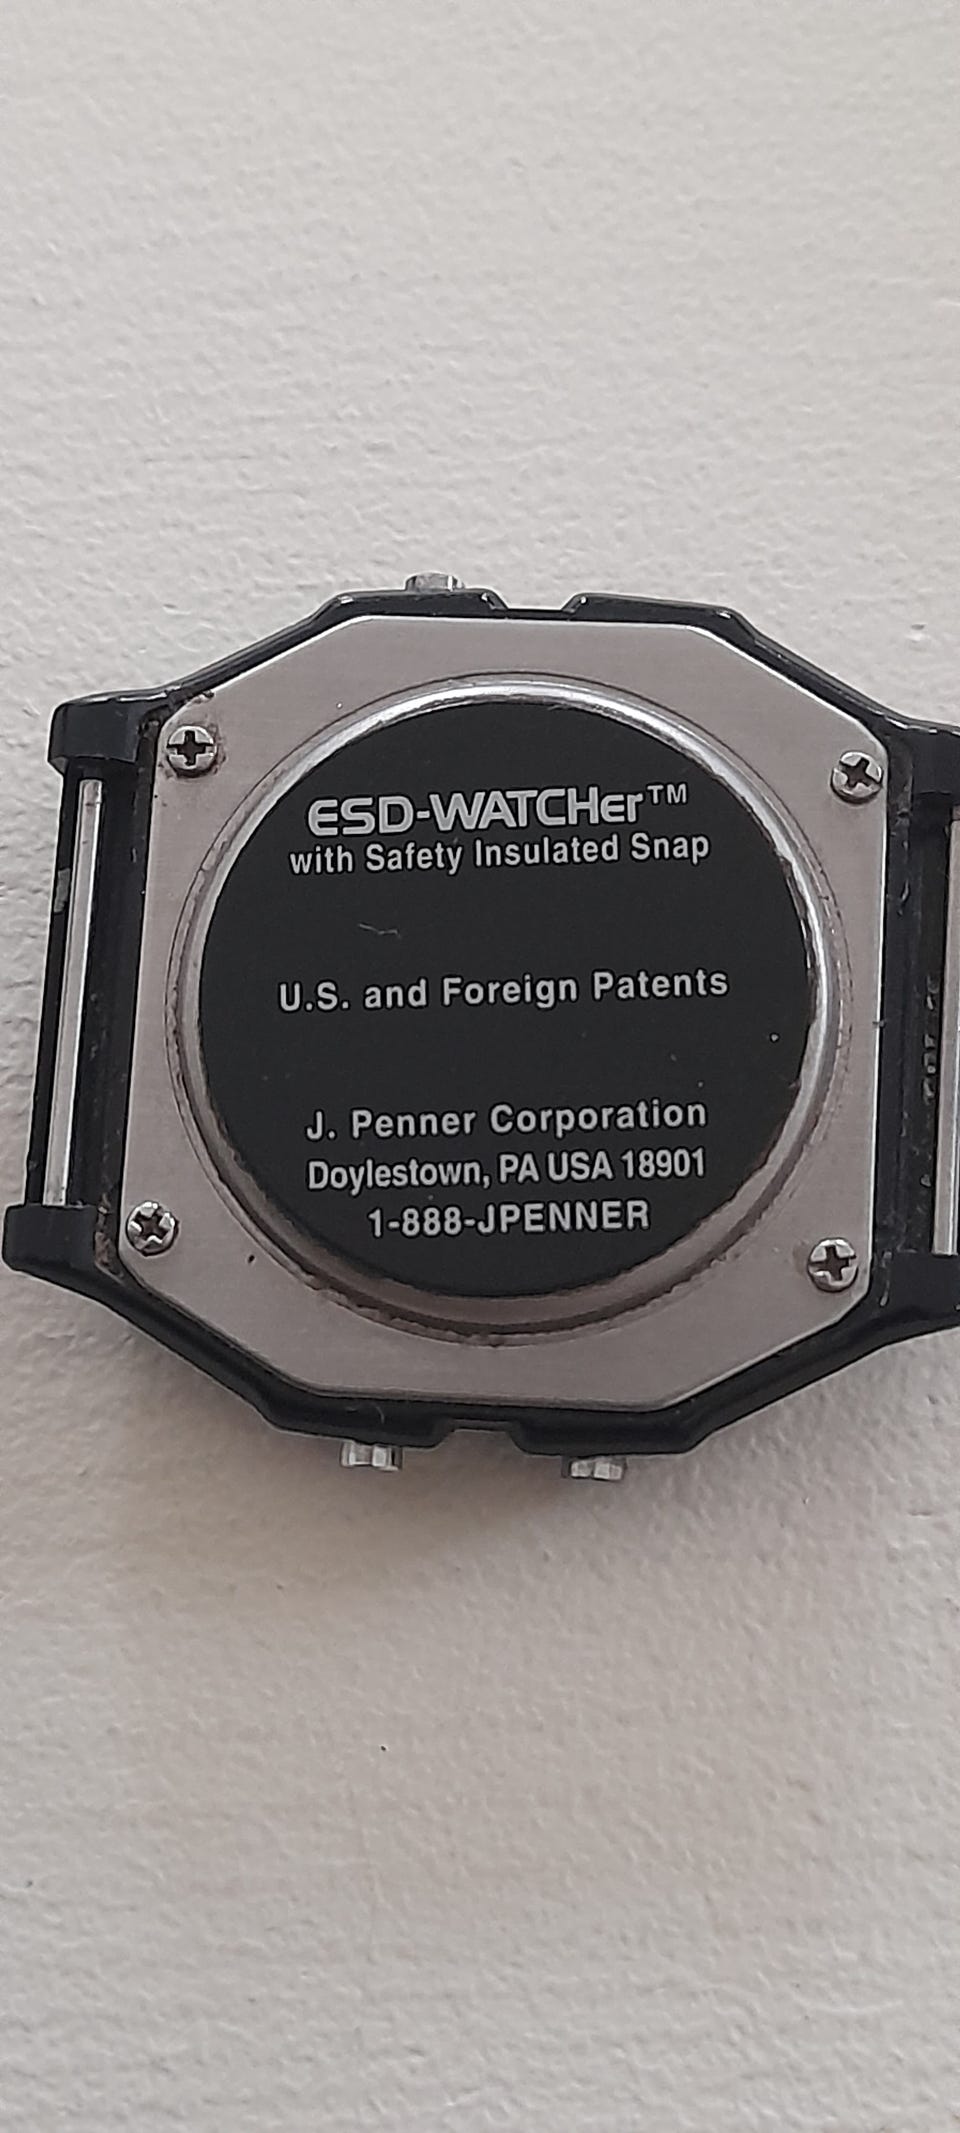 ESD-WATCHer™
with Safety Insulated Snap
U.S. and Foreign Patents
J. Penner Corporation
Doylestown, PA USA 18901
1-888-JPENNER